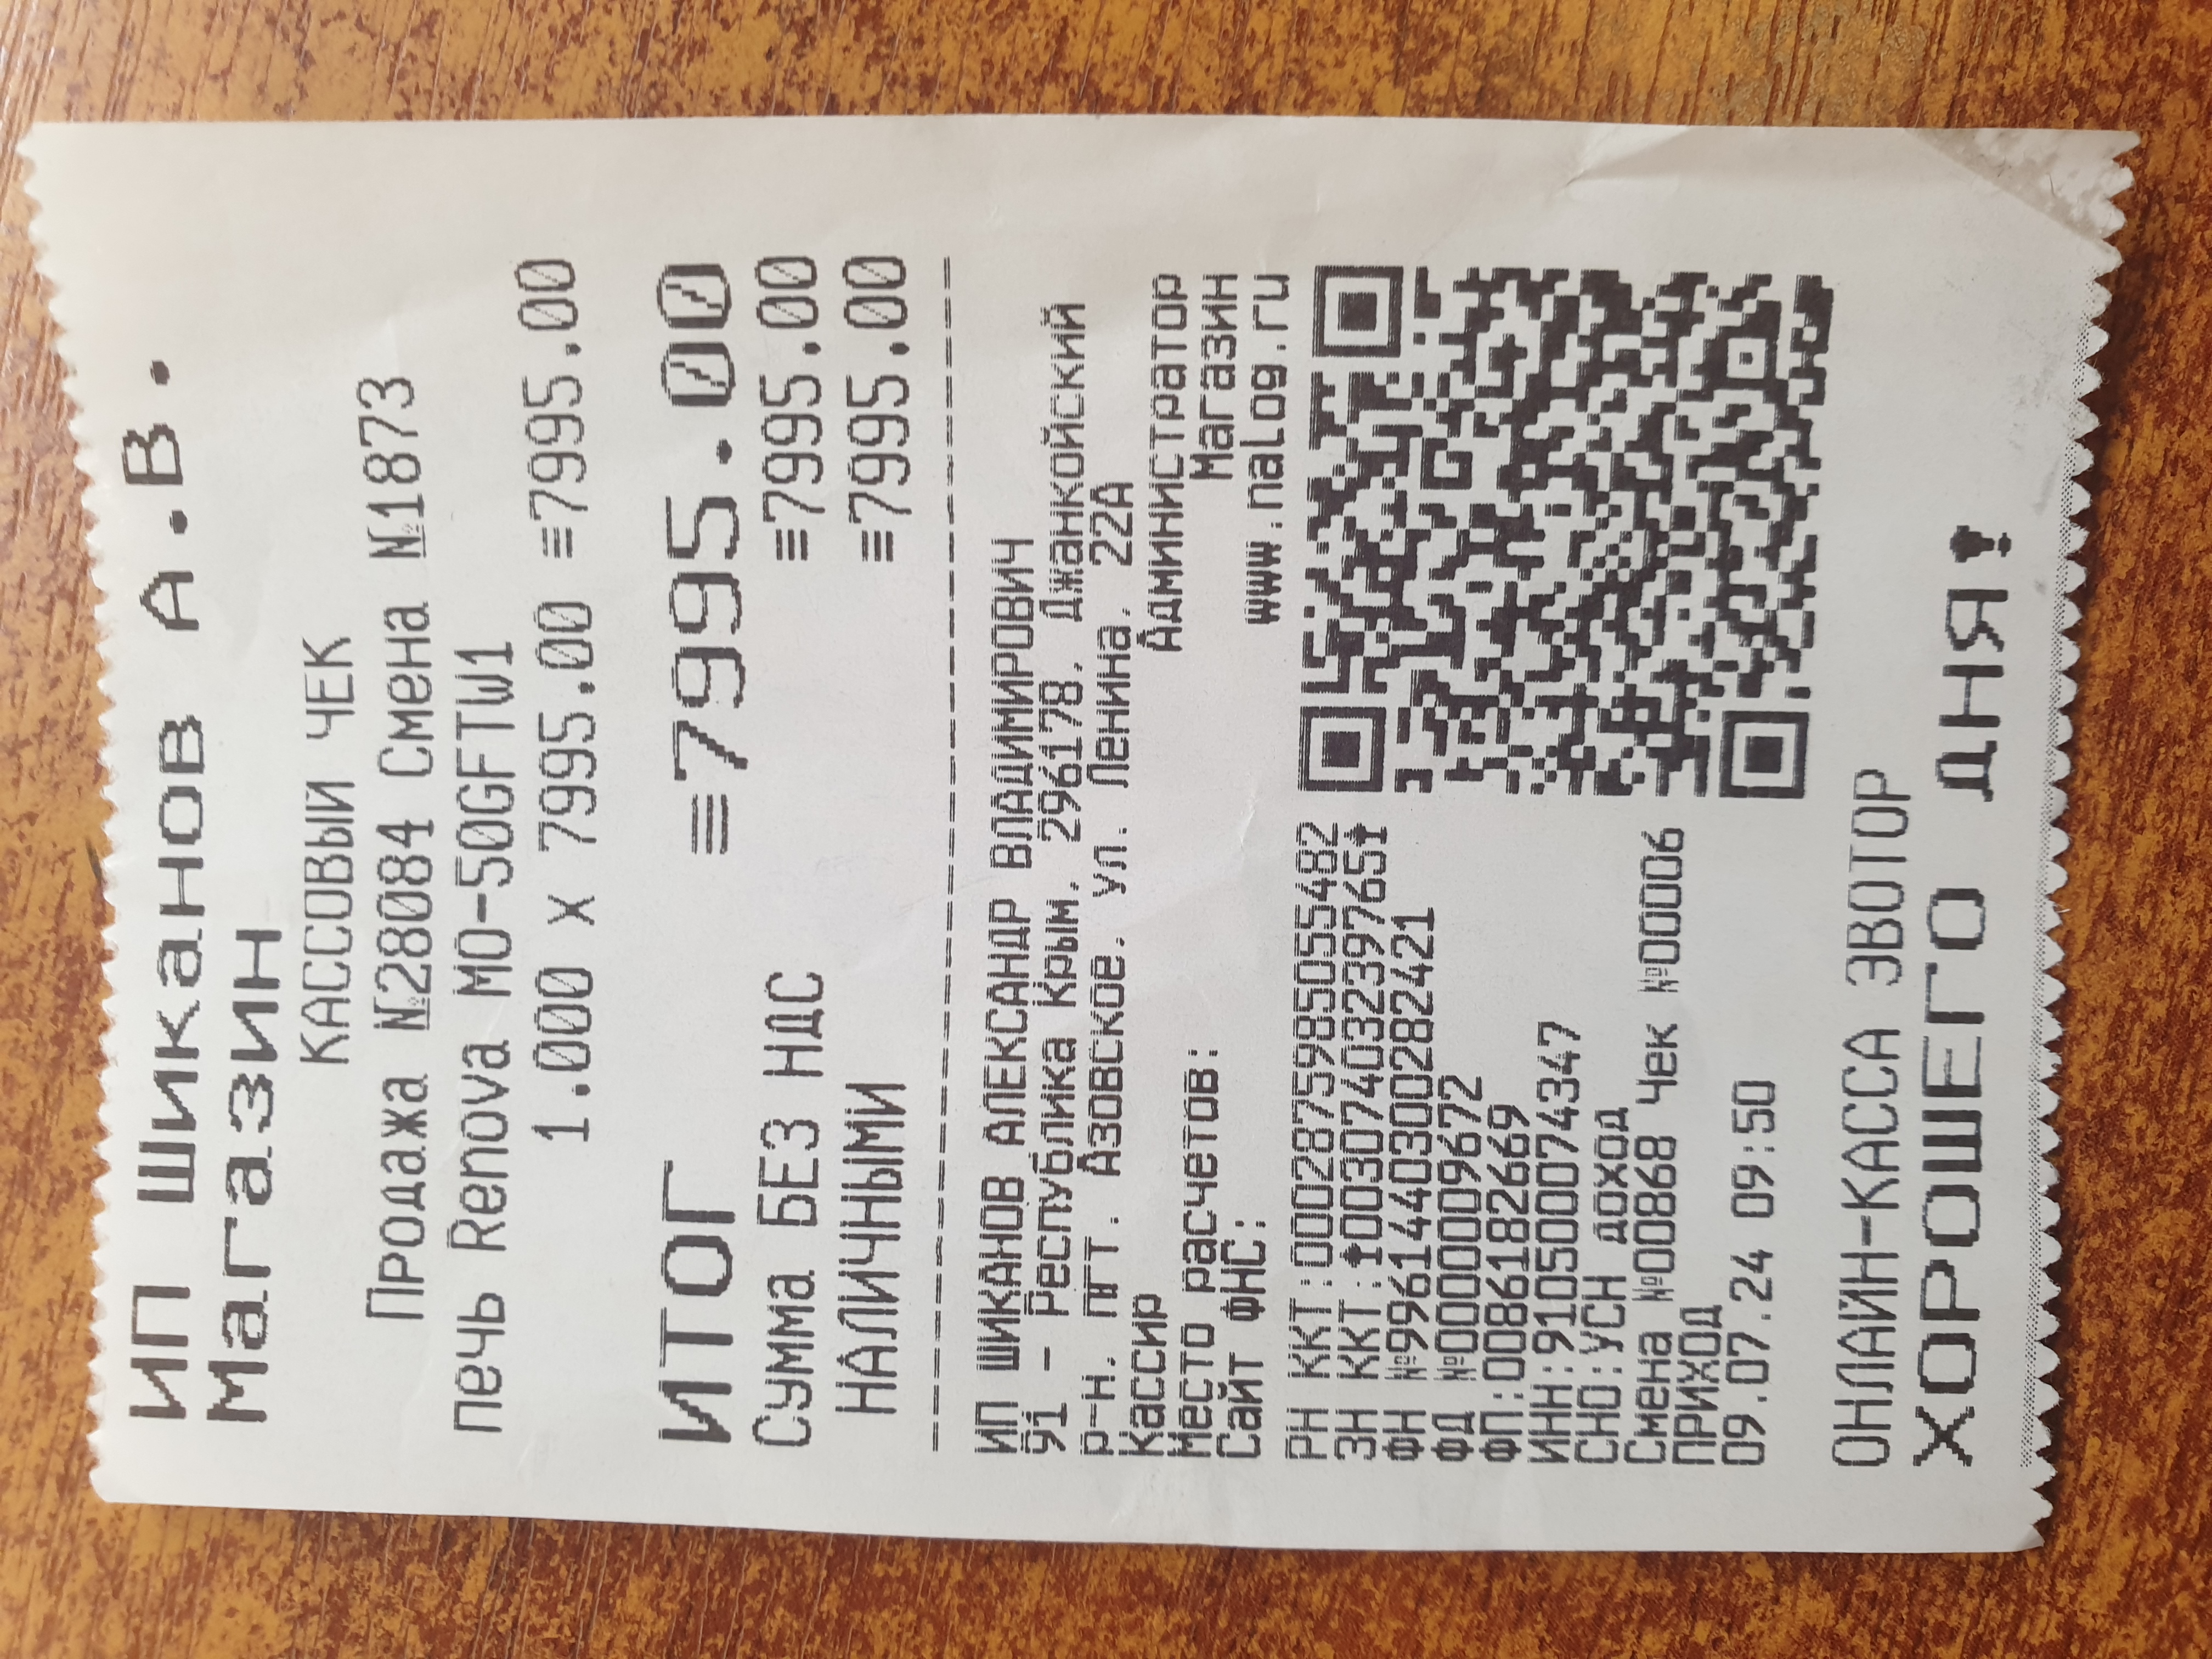 ИП Шиканов А.В.
Магазин
КАССОВЫЙ ЧЕК
Продажа №28084 Смена №1873
печь Renova MO-50GFTW1
1.000 х 7995.00 ≡7995.00
ИТОГ ≡7995.00
Сумма БЕЗ НДС ≡7995.00
НАЛИЧНЫМИ ≡7995.00
ИП ШИКАНОВ АЛЕКСАНДР ВЛАДИМИРОВИЧ
91 - Республика Крым, 296178, Джанкойский
р-н, пгт. Азовское, ул. Ленина, 22А
Кассир Администратор
Место расчетов: Магазин
Сайт ФНС: www.nalog.ru
РН ККТ:0002875985055482
ЗН ККТ:⬧00307403239765⬧
ФН №9961440300282421
ФД №0000009672
ФП:0086182669
ИНН:910500074347
СНО:УСН доход
Смена №00868 Чек №00006
ПРИХОД
09.07.24 09:50
ОНЛАЙН-КАССА ЭВОТОР
ХОРОШЕГО ДНЯ!